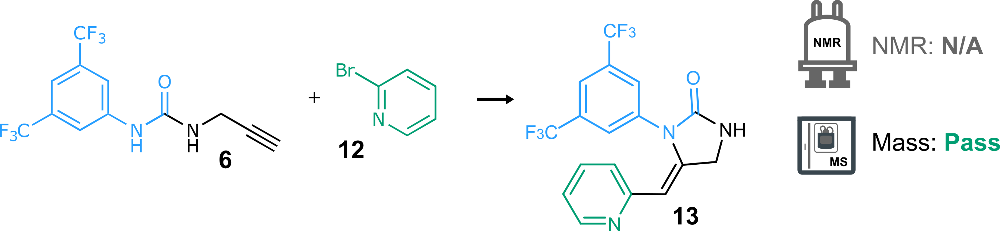 CF3
F3C
N
H
O
N
H
6
+
Br
N
12
CF3
F3C
N
O
NH
N
13
NMR
NMR: N/A
MS
Mass: Pass